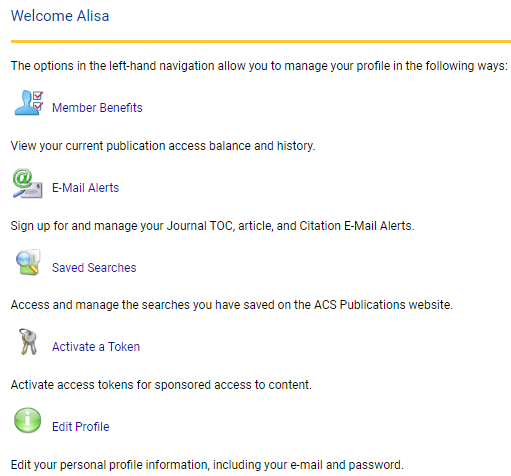 Welcome Alisa
The options in the left-hand navigation allow you to manage your profile in the following ways:
Member Benefits
View your current publication access balance and history.
E-Mail Alerts
Sign up for and manage your Journal TOC, article, and Citation E-Mail Alerts.
Saved Searches
Access and manage the searches you have saved on the ACS Publications website.
Activate a Token
Activate access tokens for sponsored access to content.
Edit Profile
Edit your personal profile information, including your e-mail and password.